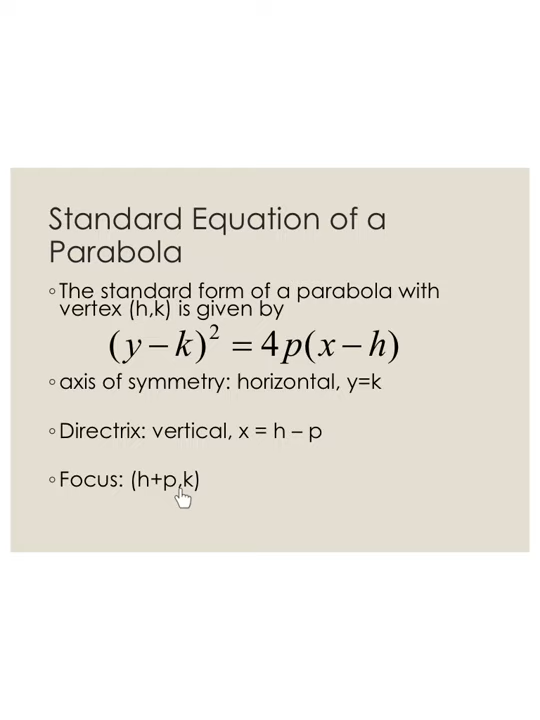 Standard Equation of a
Parabola
◦The standard form of a parabola with
vertex (h,k) is given by
(y − k)² = 4p(x − h)
◦axis of symmetry: horizontal, y=k
◦Directrix: vertical, x = h – p
◦Focus: (h+p,k)